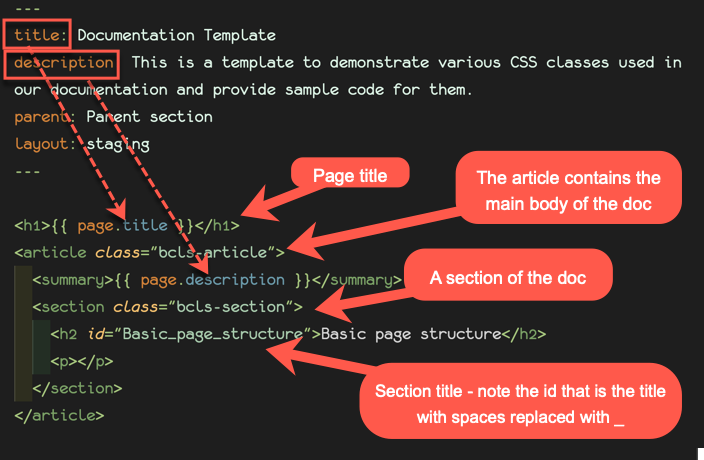 ---
title: Documentation Template
description: This is a template to demonstrate various CSS classes used in
our documentation and provide sample code for them.
parent: Parent section
layout: staging
---
Page title
The article contains the
main body of the doc
<h1>{{ page.title }}</h1>
<article class="bcls-article">
<summary>{{ page.description }}</summary>
A section of the doc
<section class="bcls-section">
<h2 id="Basic_page_structure">Basic page structure</h2>
<p></p>
</section>
Section title - note the id that is the title
with spaces replaced with _
</article>